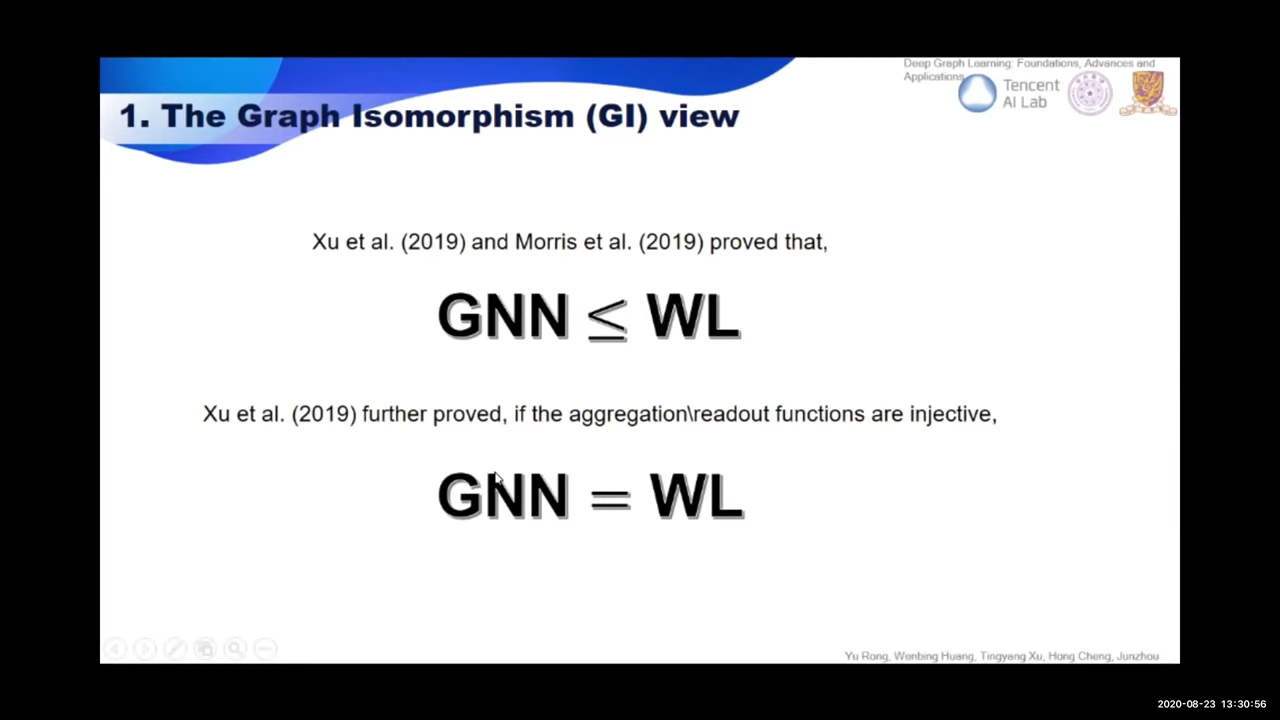 Deep Graph Learning: Foundations, Advances and
Applications
Tencent
AI Lab
1. The Graph Isomorphism (GI) view
Xu et al. (2019) and Morris et al. (2019) proved that,
GNN ≤ WL
Xu et al. (2019) further proved, if the aggregation\readout functions are injective,
GNN = WL
Yu Rong, Wenbing Huang, Tingyang Xu, Hong Cheng, Junzhou
2020-08-23 13:30:56